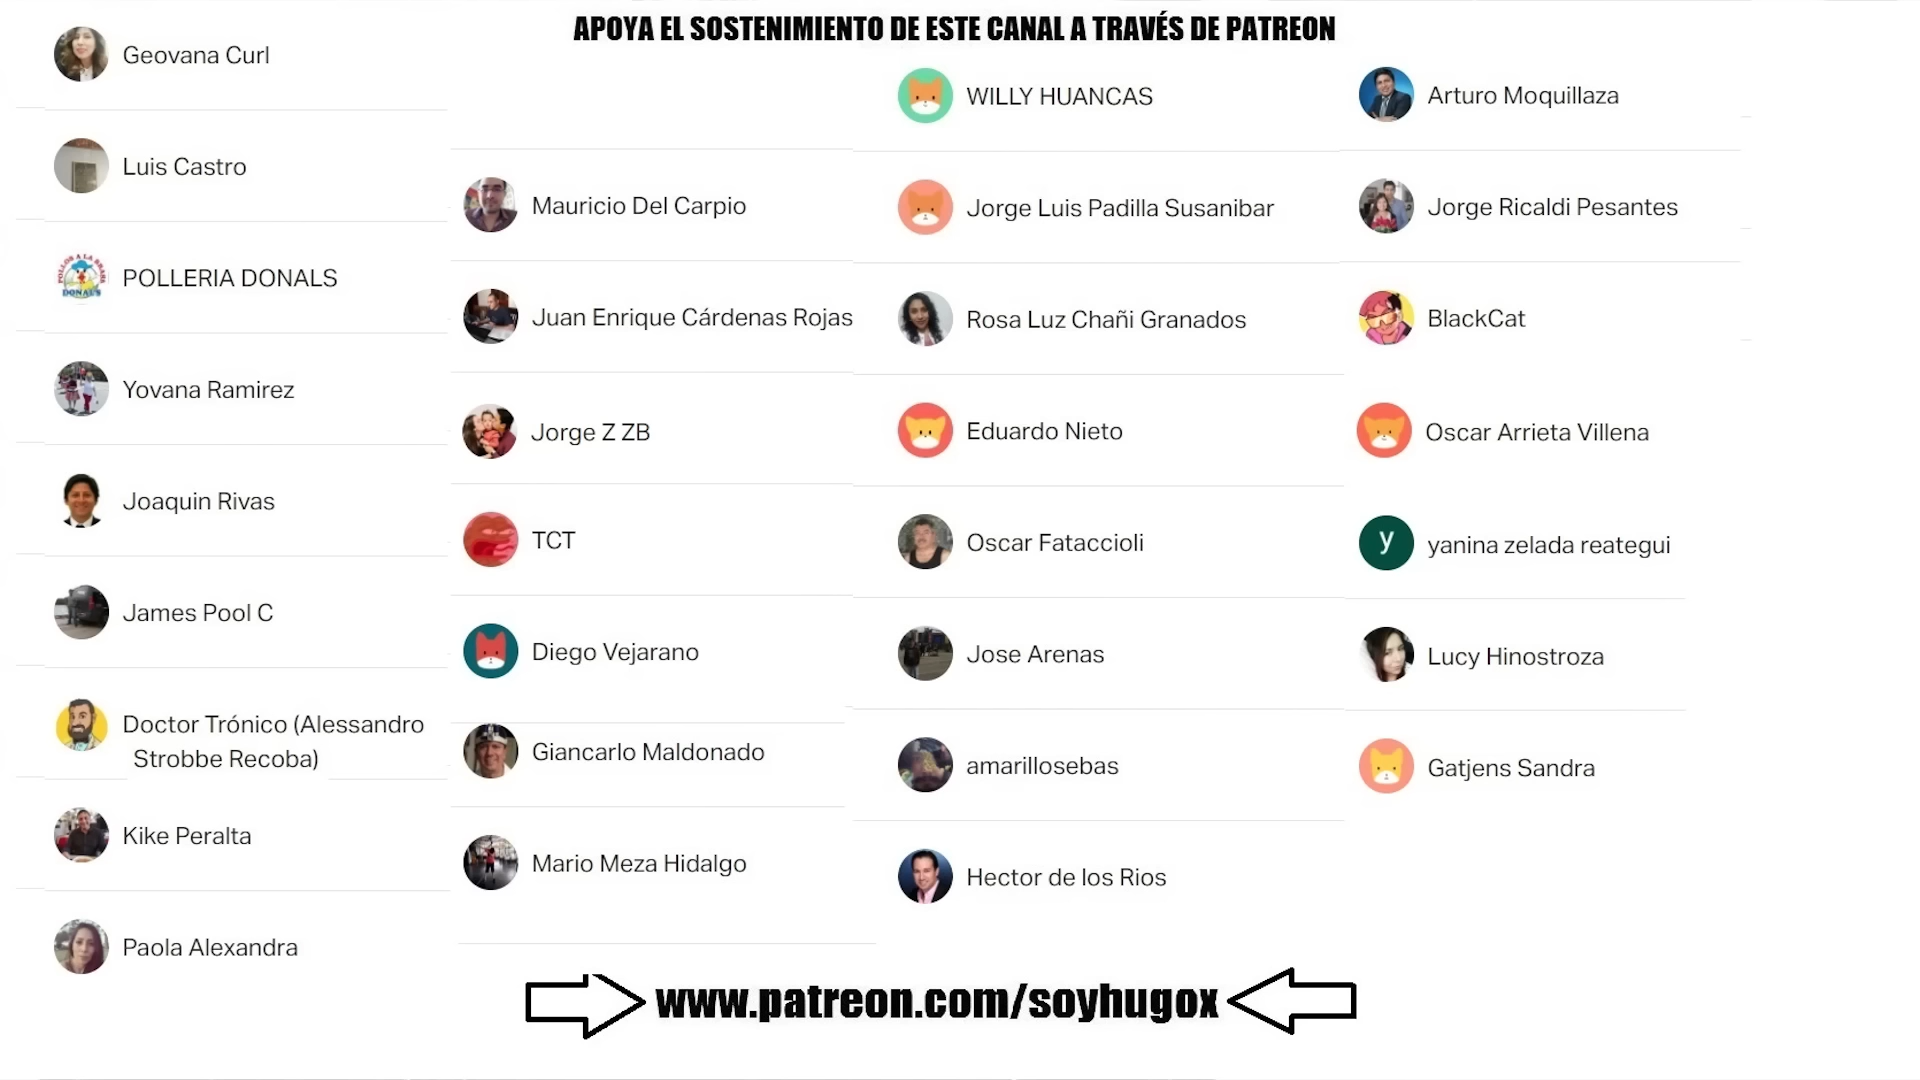 APOYA EL SOSTENIMIENTO DE ESTE CANAL A TRAVÉS DE PATREON
Geovana Curl
Luis Castro
POLLOS A LA BRASA
DONALS
POLLERIA DONALS
Yovana Ramirez
Joaquin Rivas
James Pool C
Doctor Trónico (Alessandro
Strobbe Recoba)
Kike Peralta
Paola Alexandra
Mauricio Del Carpio
Juan Enrique Cárdenas Rojas
Jorge Z ZB
TCT
Diego Vejarano
Giancarlo Maldonado
Mario Meza Hidalgo
WILLY HUANCAS
Jorge Luis Padilla Susanibar
Rosa Luz Chañi Granados
Eduardo Nieto
Oscar Fataccioli
Jose Arenas
amarillosebas
Hector de los Rios
Arturo Moquillaza
Jorge Ricaldi Pesantes
BlackCat
Oscar Arrieta Villena
y
yanina zelada reategui
Lucy Hinostroza
Gatjens Sandra
www.patreon.com/soyhugox